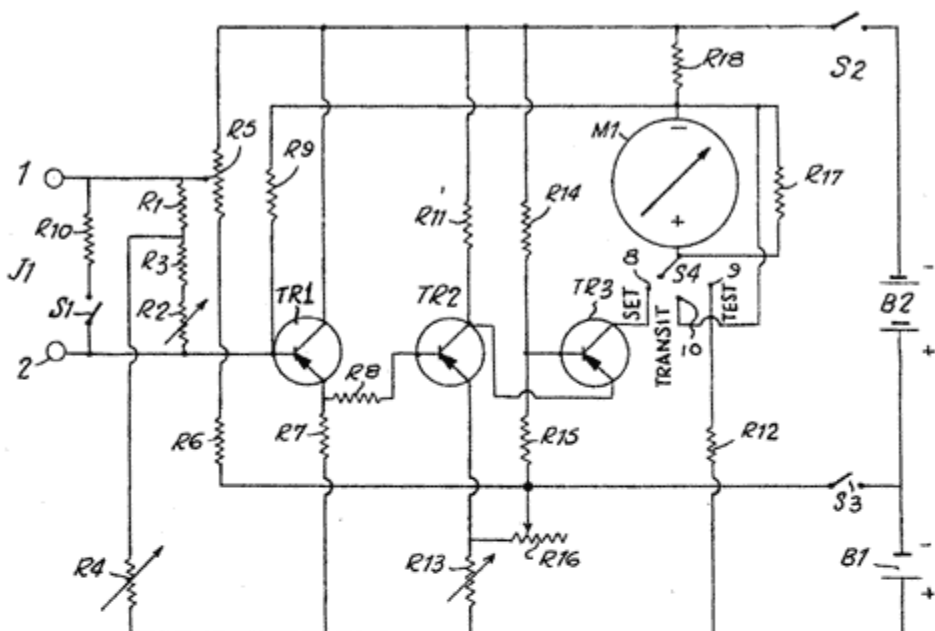 R18
S2
M1
−
R5
R9
1
R17
R1
R11'
R14
R10
+
J1
R3
8
S4
9
−
S1
R2
TR1
TR2
TR3
SET
TRANSIT
TEST
B2
10
2
+
R8
R6
R7
R15
R12
S3
−
R4
R13
R16
B1
+